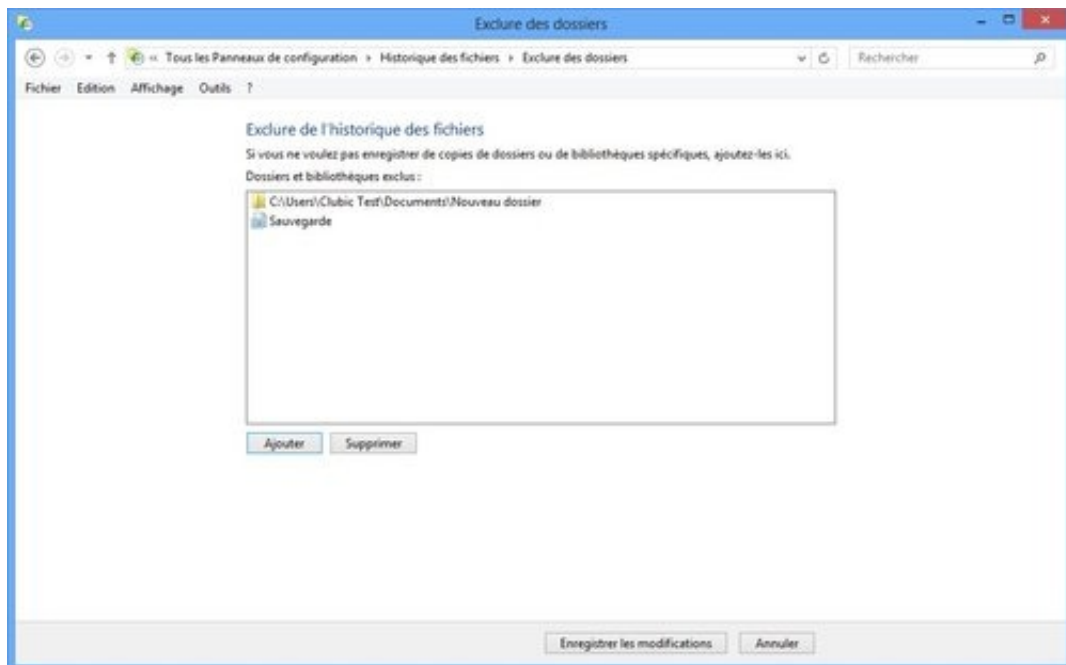 Exclure des dossiers
« Tous les Panneaux de configuration Historique des fichiers Exclure des dossiers Rechercher
Fichier Edition Affichage Outils ?
Exclure de l'historique des fichiers
Si vous ne voulez pas enregistrer de copies de dossiers ou de bibliothèques spécifiques, ajoutez-les ici.
Dossiers et bibliothèques exclus :
C:\Users\Clubic Test\Documents\Nouveau dossier
Sauvegarde
Ajouter Supprimer
Enregistrer les modifications Annuler